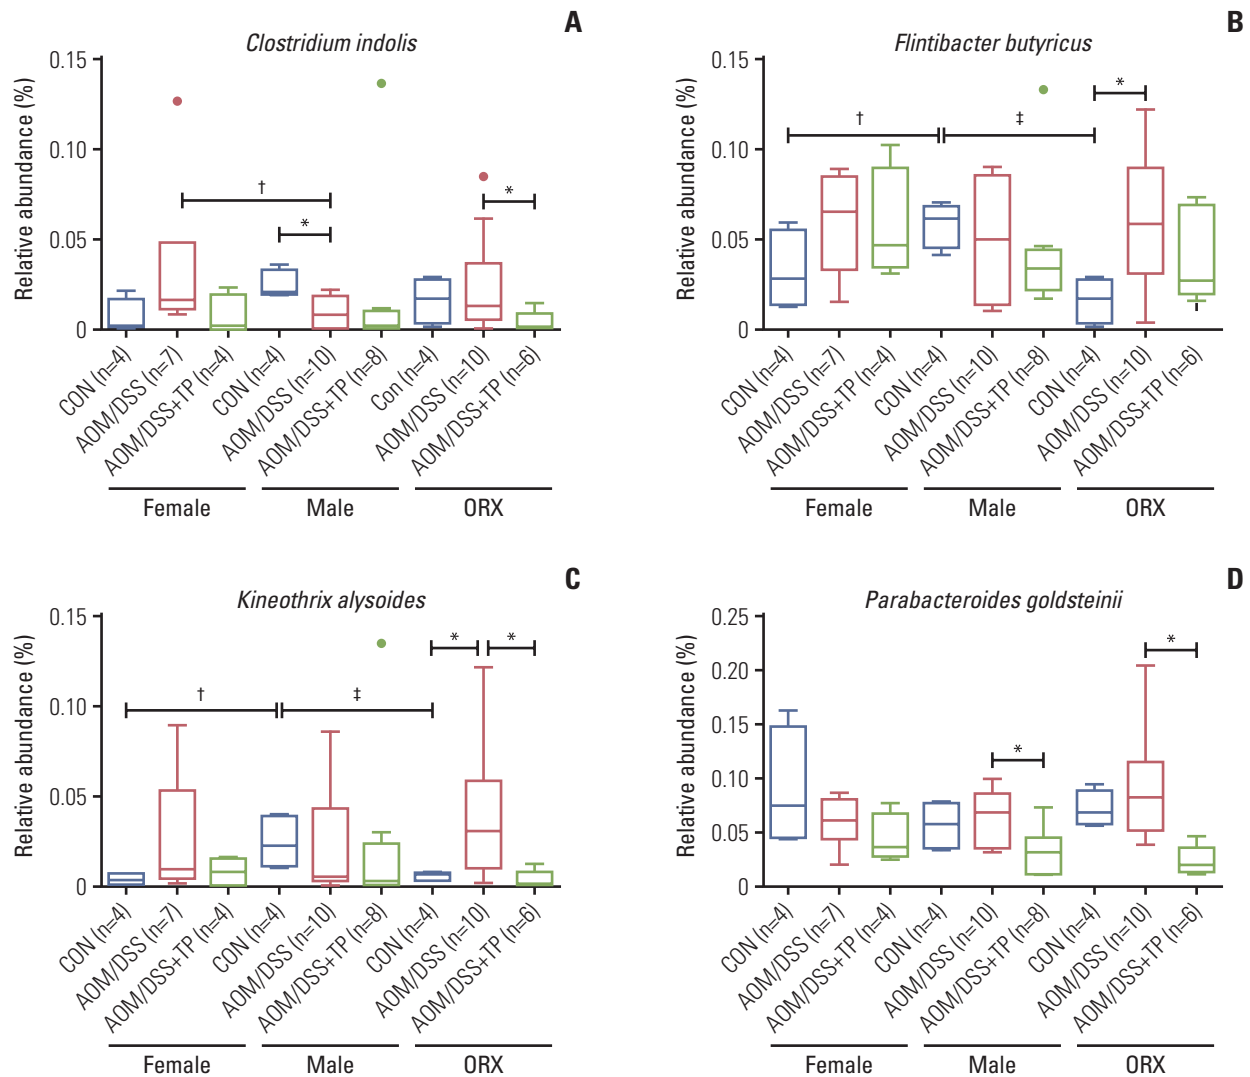 A
Clostridium indolis
Relative abundance (%)
0.15
0.10
0.05
0
†
*
*
CON (n=4)
AOM/DSS (n=7)
AOM/DSS+TP (n=4)
CON (n=4)
AOM/DSS (n=10)
AOM/DSS+TP (n=8)
Con (n=4)
AOM/DSS (n=10)
AOM/DSS+TP (n=6)
Female
Male
ORX
B
Flintibacter butyricus
Relative abundance (%)
0.15
0.10
0.05
0
†
‡
*
CON (n=4)
AOM/DSS (n=7)
AOM/DSS+TP (n=4)
CON (n=4)
AOM/DSS (n=10)
AOM/DSS+TP (n=8)
CON (n=4)
AOM/DSS (n=10)
AOM/DSS+TP (n=6)
Female
Male
ORX
C
Kineothrix alysoides
Relative abundance (%)
0.15
0.10
0.05
0
†
‡
*
*
CON (n=4)
AOM/DSS (n=7)
AOM/DSS+TP (n=4)
CON (n=4)
AOM/DSS (n=10)
AOM/DSS+TP (n=8)
CON (n=4)
AOM/DSS (n=10)
AOM/DSS+TP (n=6)
Female
Male
ORX
D
Parabacteroides goldsteinii
Relative abundance (%)
0.25
0.20
0.15
0.10
0.05
0
*
*
CON (n=4)
AOM/DSS (n=7)
AOM/DSS+TP (n=4)
CON (n=4)
AOM/DSS (n=10)
AOM/DSS+TP (n=8)
CON (n=4)
AOM/DSS (n=10)
AOM/DSS+TP (n=6)
Female
Male
ORX